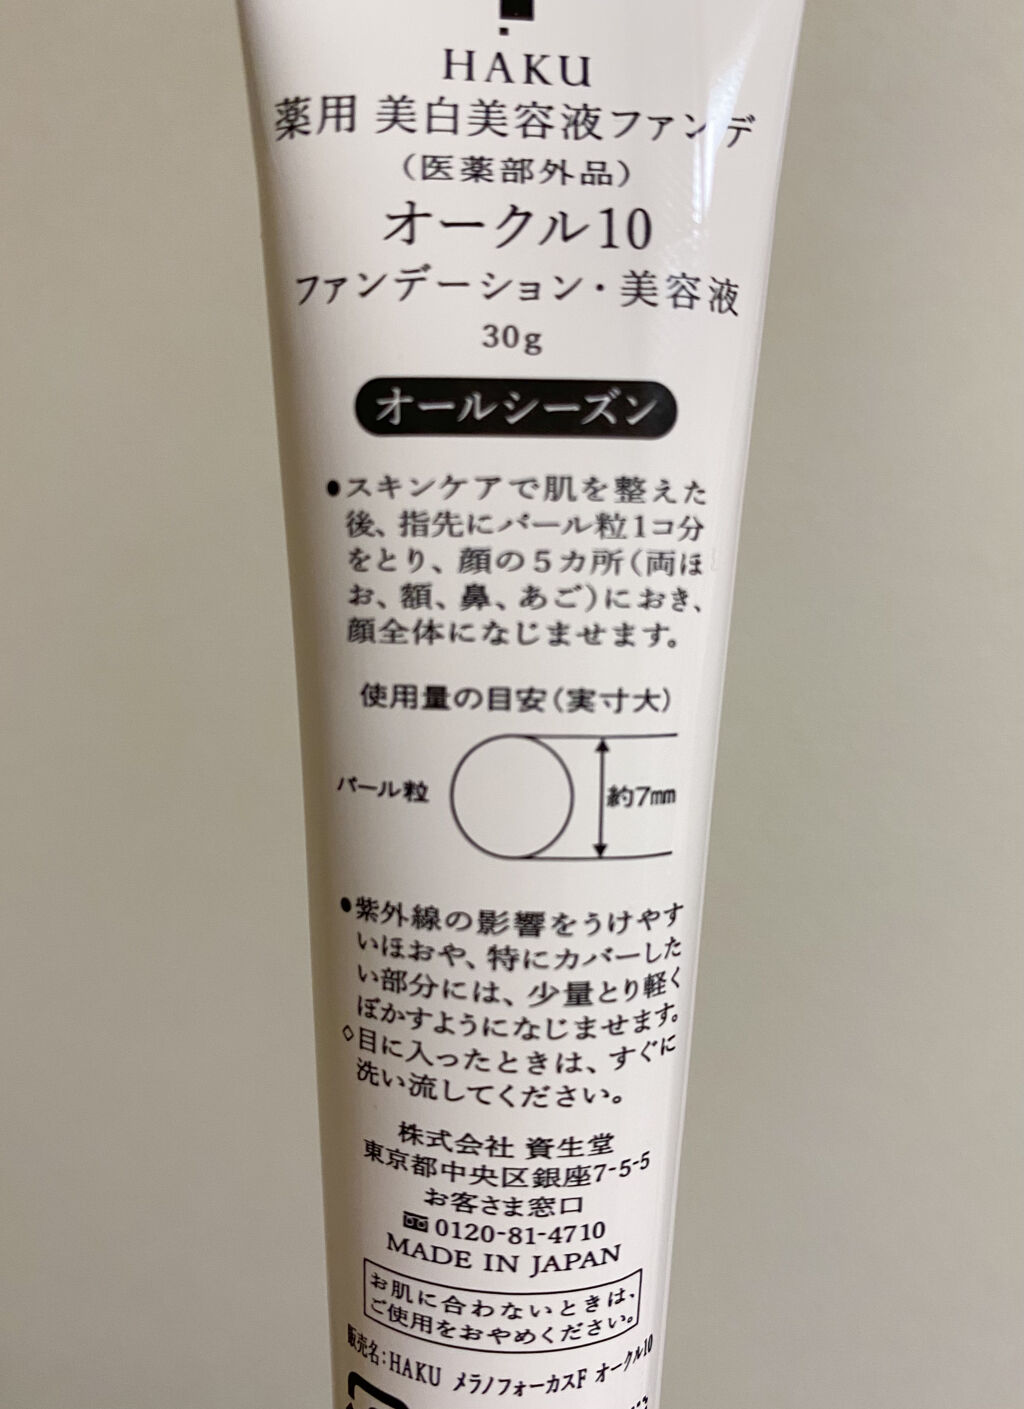 HAKU
薬用 美白美容液ファンデ
（医薬部外品）
オークル10
ファンデーション・美容液
30g
オールシーズン
●スキンケアで肌を整えた
後、指先にパール粒1コ分
をとり、顔の5カ所（両ほ
お、額、鼻、あご）におき、
顔全体になじませます。
使用量の目安（実寸大）
パール粒
約7mm
●紫外線の影響をうけやす
いほおや、特にカバーした
い部分には、少量とり軽く
ぼかすようになじませます。
◇目に入ったときは、すぐに
洗い流してください。
株式会社 資生堂
東京都中央区銀座7-5-5
お客さま窓口
0120-81-4710
MADE IN JAPAN
お肌に合わないときは、
ご使用をおやめください。
販売名：HAKU メラノフォーカスF オークル10